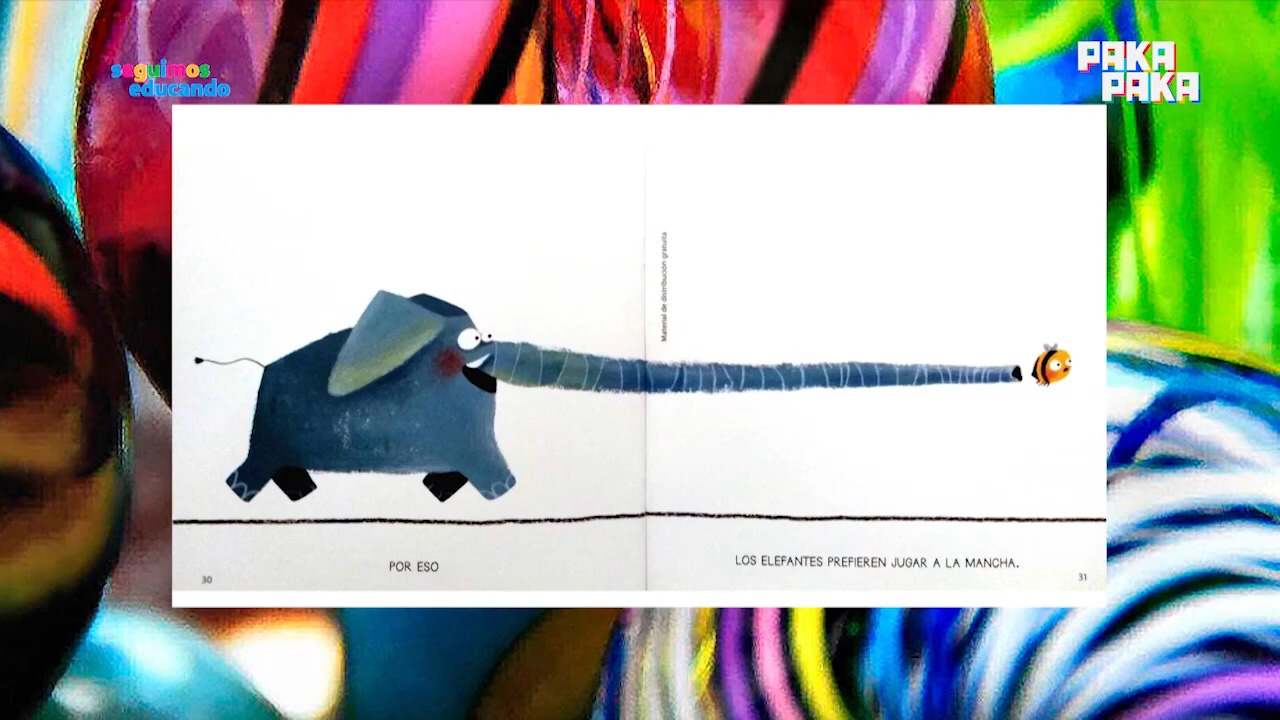 seguimos
educando
PAKA
PAKA
Material de distribución gratuita
POR ESO
LOS ELEFANTES PREFIEREN JUGAR A LA MANCHA.
30
31